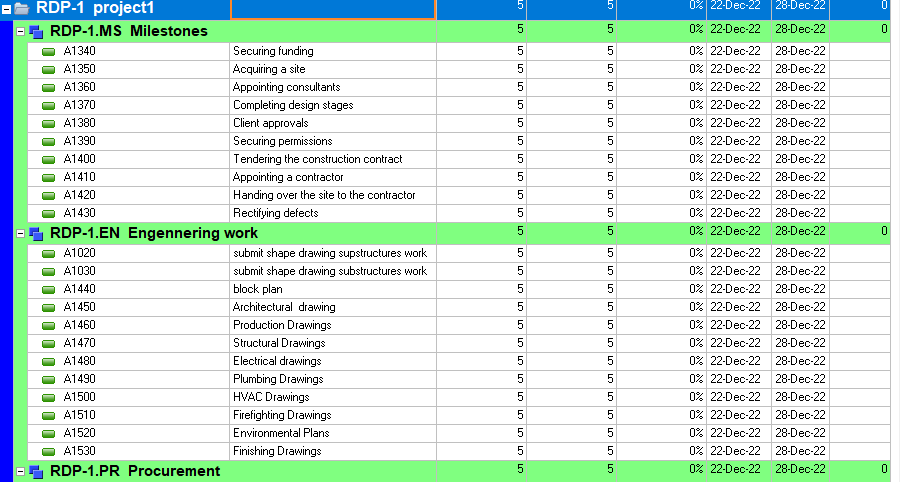 RDP-1 project1 5 5 0% 22-Dec-22 28-Dec-22 0
RDP-1.MS Milestones 5 5 0% 22-Dec-22 28-Dec-22 0
A1340 Securing funding 5 5 0% 22-Dec-22 28-Dec-22
A1350 Acquiring a site 5 5 0% 22-Dec-22 28-Dec-22
A1360 Appointing consultants 5 5 0% 22-Dec-22 28-Dec-22
A1370 Completing design stages 5 5 0% 22-Dec-22 28-Dec-22
A1380 Client approvals 5 5 0% 22-Dec-22 28-Dec-22
A1390 Securing permissions 5 5 0% 22-Dec-22 28-Dec-22
A1400 Tendering the construction contract 5 5 0% 22-Dec-22 28-Dec-22
A1410 Appointing a contractor 5 5 0% 22-Dec-22 28-Dec-22
A1420 Handing over the site to the contractor 5 5 0% 22-Dec-22 28-Dec-22
A1430 Rectifying defects 5 5 0% 22-Dec-22 28-Dec-22
RDP-1.EN Engennering work 5 5 0% 22-Dec-22 28-Dec-22 0
A1020 submit shape drawing supstructures work 5 5 0% 22-Dec-22 28-Dec-22
A1030 submit shape drawing substructures work 5 5 0% 22-Dec-22 28-Dec-22
A1440 block plan 5 5 0% 22-Dec-22 28-Dec-22
A1450 Architectural drawing 5 5 0% 22-Dec-22 28-Dec-22
A1460 Production Drawings 5 5 0% 22-Dec-22 28-Dec-22
A1470 Structural Drawings 5 5 0% 22-Dec-22 28-Dec-22
A1480 Electrical drawings 5 5 0% 22-Dec-22 28-Dec-22
A1490 Plumbing Drawings 5 5 0% 22-Dec-22 28-Dec-22
A1500 HVAC Drawings 5 5 0% 22-Dec-22 28-Dec-22
A1510 Firefighting Drawings 5 5 0% 22-Dec-22 28-Dec-22
A1520 Environmental Plans 5 5 0% 22-Dec-22 28-Dec-22
A1530 Finishing Drawings 5 5 0% 22-Dec-22 28-Dec-22
RDP-1.PR Procurement 5 5 0% 22-Dec-22 28-Dec-22 0